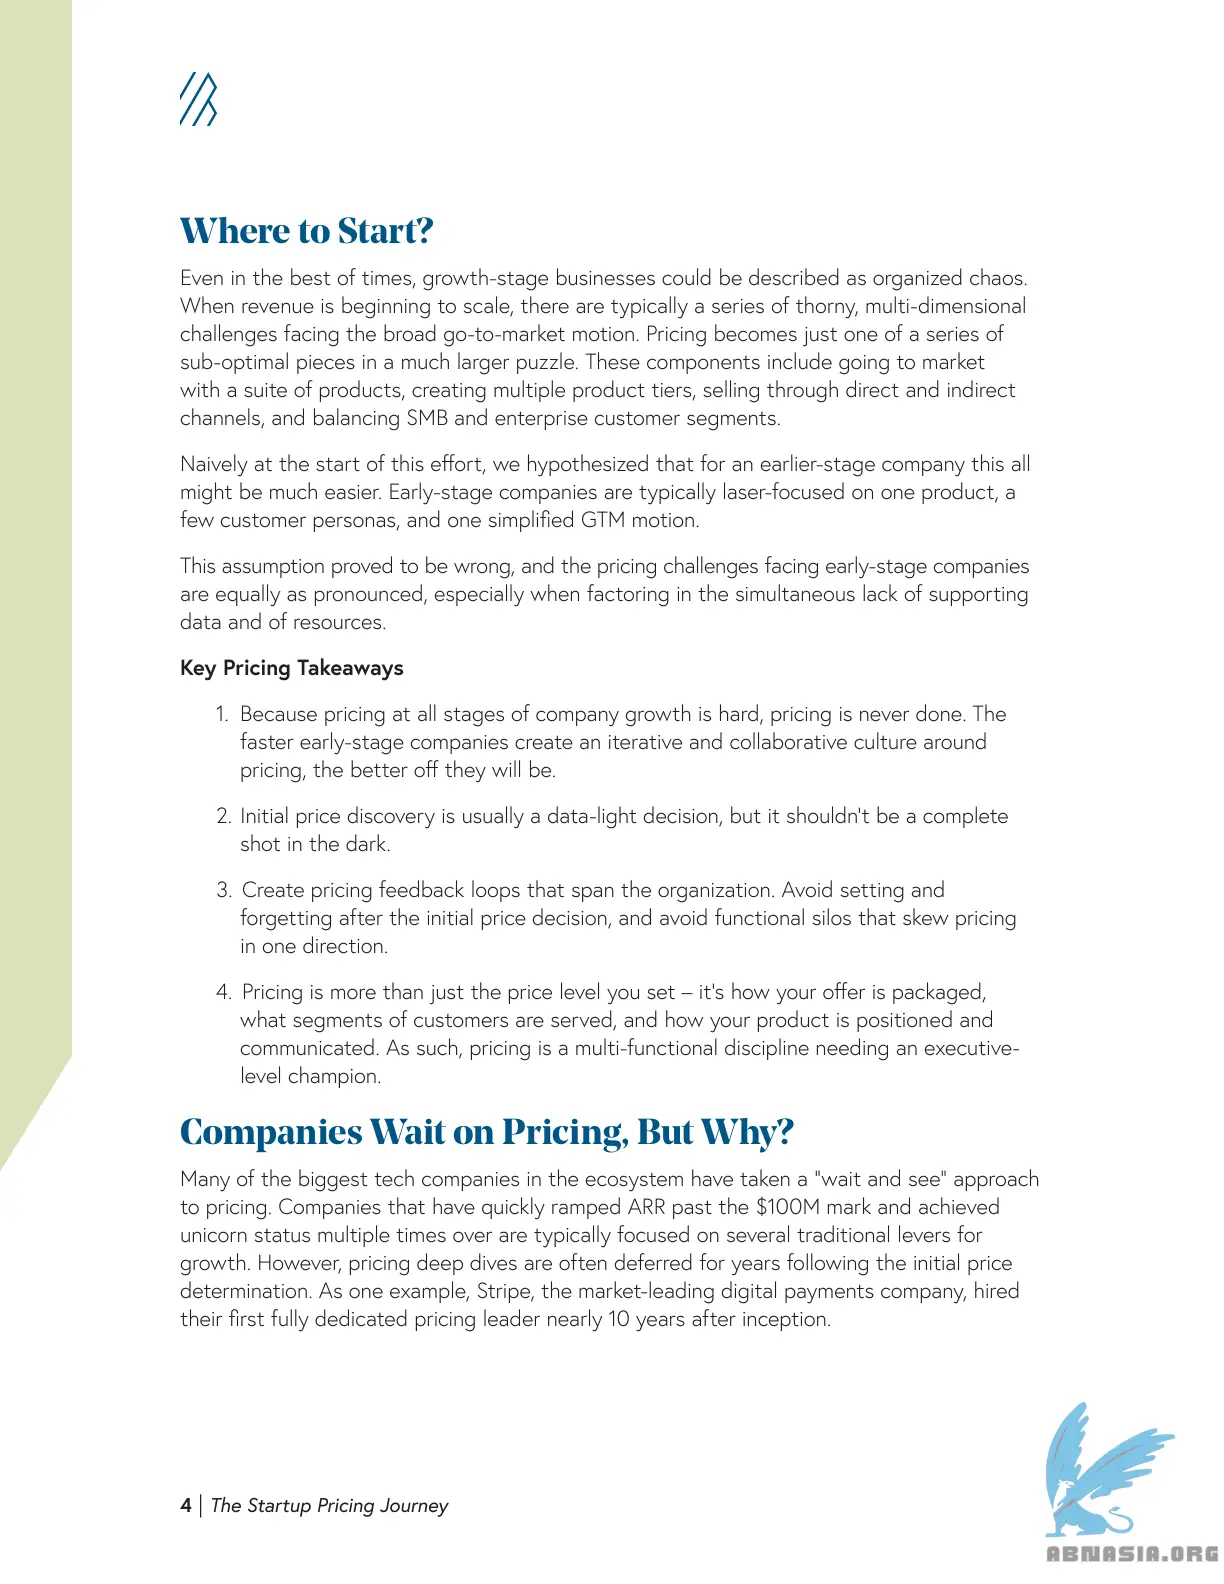 Where to Start?
Even in the best of times, growth-stage businesses could be described as organized chaos.
When revenue is beginning to scale, there are typically a series of thorny, multi-dimensional
challenges facing the broad go-to-market motion. Pricing becomes just one of a series of
sub-optimal pieces in a much larger puzzle. These components include going to market
with a suite of products, creating multiple product tiers, selling through direct and indirect
channels, and balancing SMB and enterprise customer segments.
Naively at the start of this effort, we hypothesized that for an earlier-stage company this all
might be much easier. Early-stage companies are typically laser-focused on one product, a
few customer personas, and one simplified GTM motion.
This assumption proved to be wrong, and the pricing challenges facing early-stage companies
are equally as pronounced, especially when factoring in the simultaneous lack of supporting
data and of resources.
Key Pricing Takeaways
1. Because pricing at all stages of company growth is hard, pricing is never done. The
faster early-stage companies create an iterative and collaborative culture around
pricing, the better off they will be.
2. Initial price discovery is usually a data-light decision, but it shouldn't be a complete
shot in the dark.
3. Create pricing feedback loops that span the organization. Avoid setting and
forgetting after the initial price decision, and avoid functional silos that skew pricing
in one direction.
4. Pricing is more than just the price level you set – it's how your offer is packaged,
what segments of customers are served, and how your product is positioned and
communicated. As such, pricing is a multi-functional discipline needing an executive-
level champion.
Companies Wait on Pricing, But Why?
Many of the biggest tech companies in the ecosystem have taken a "wait and see" approach
to pricing. Companies that have quickly ramped ARR past the $100M mark and achieved
unicorn status multiple times over are typically focused on several traditional levers for
growth. However, pricing deep dives are often deferred for years following the initial price
determination. As one example, Stripe, the market-leading digital payments company, hired
their first fully dedicated pricing leader nearly 10 years after inception.
4 | The Startup Pricing Journey
ABNASIA.ORG